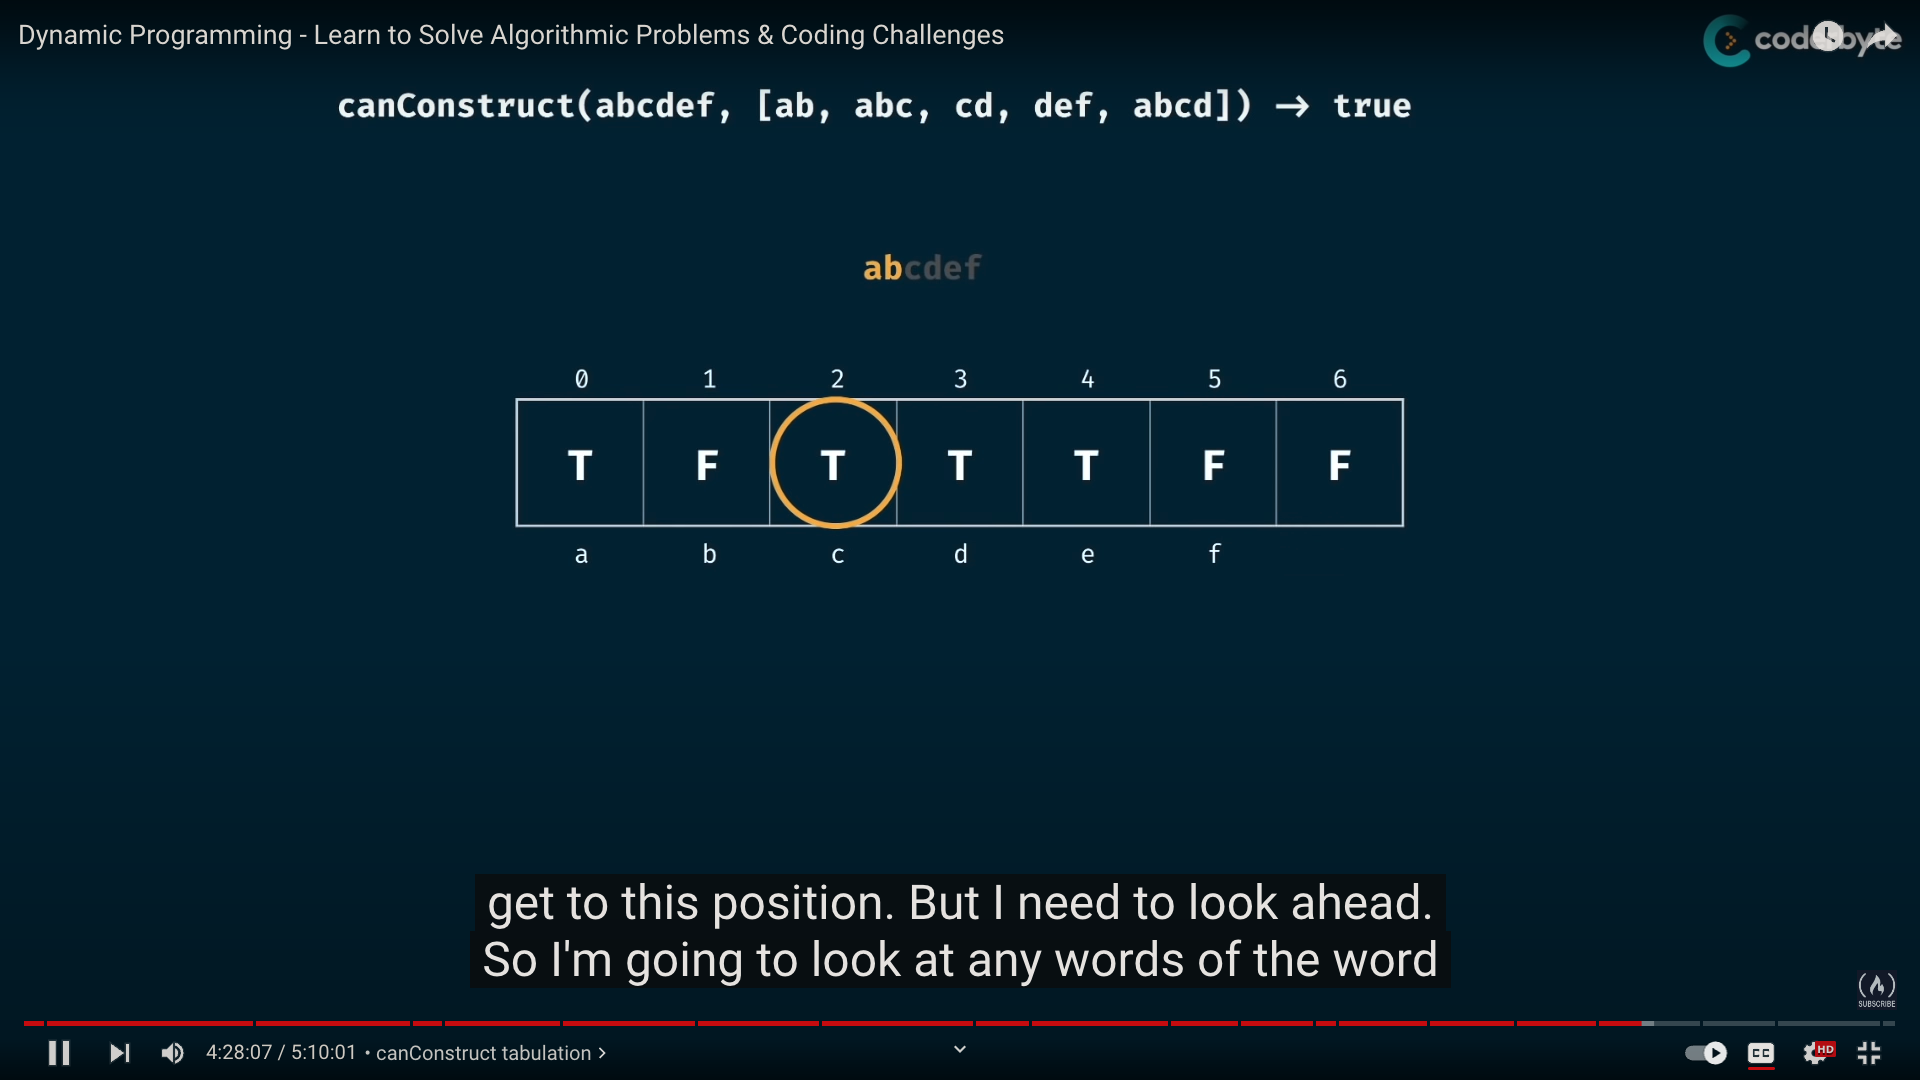 Dynamic Programming - Learn to Solve Algorithmic Problems & Coding Challenges
coderbyte
canConstruct(abcdef, [ab, abc, cd, def, abcd]) → true
abcdef
0 1 2 3 4 5 6
T F T T T F F
a b c d e f
get to this position. But I need to look ahead.
So I'm going to look at any words of the word
SUBSCRIBE
4:28:07 / 5:10:01 • canConstruct tabulation ›
CC HD